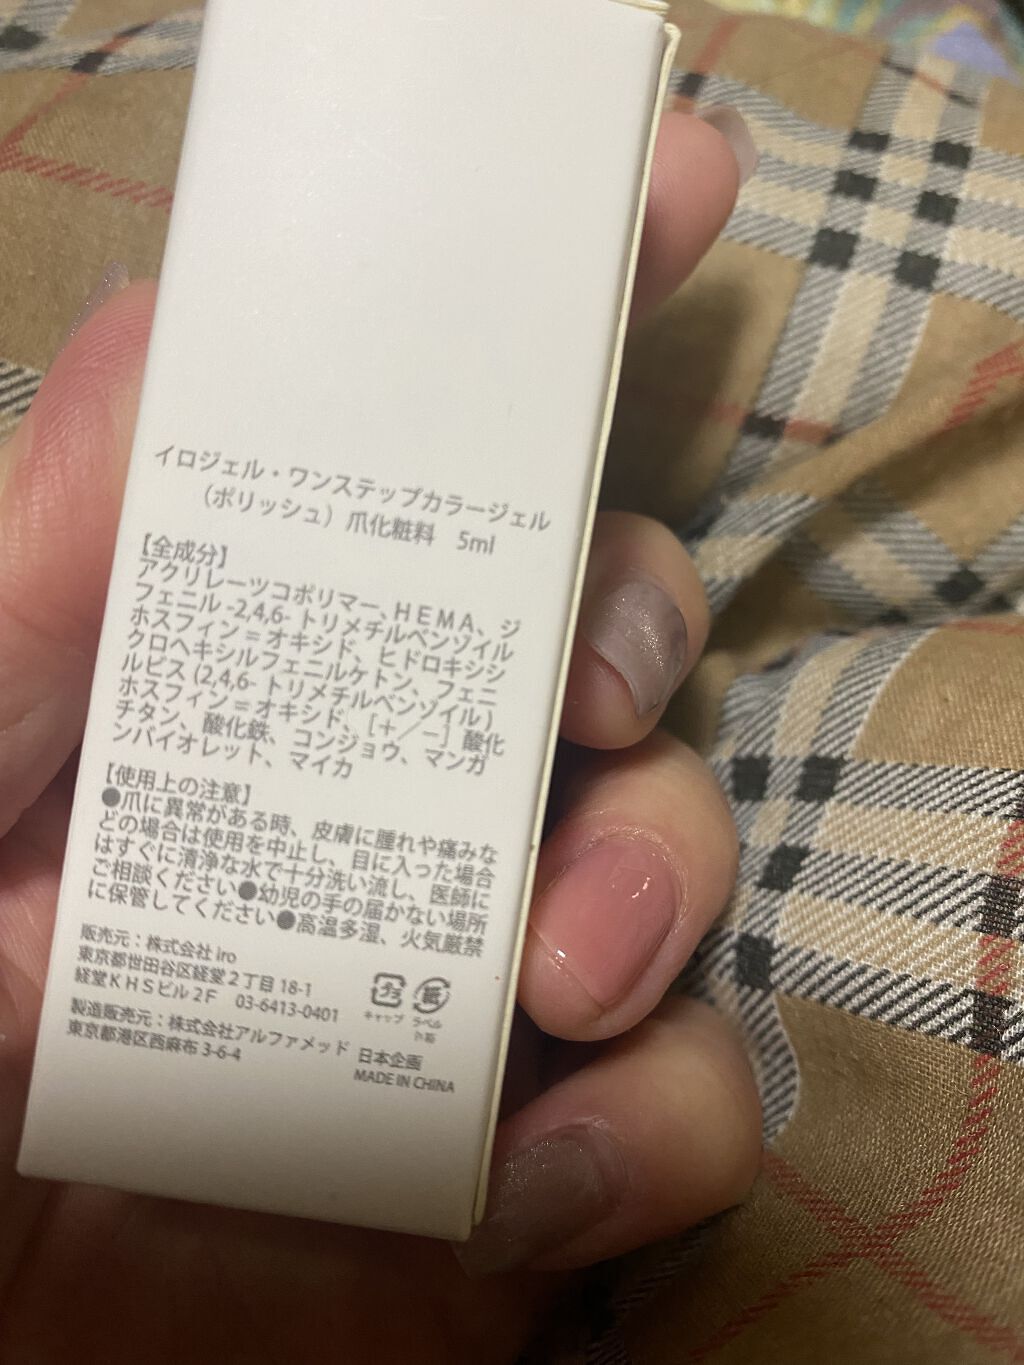 イロジェル・ワンステップカラージェル
（ポリッシュ）爪化粧料　5ml
【全成分】
アクリレーツコポリマー、ＨＥＭＡ、ジ
フェニル -2,4,6- トリメチルベンゾイル
ホスフィン = オキシド、ヒドロキシシ
クロヘキシルフェニルケトン、フェニ
ルビス (2,4,6- トリメチルベンゾイル)
ホスフィン = オキシド、[＋／－] 酸化
チタン、酸化鉄、コンジョウ、マンガ
ンバイオレット、マイカ
【使用上の注意】
●爪に異常がある時、皮膚に腫れや痛みな
どの場合は使用を中止し、目に入った場合
はすぐに清浄な水で十分洗い流し、医師に
ご相談ください●幼児の手の届かない場所
に保管してください●高温多湿、火気厳禁
販売元：株式会社 iro
東京都世田谷区経堂２丁目 18-1
経堂ＫＨＳビル２Ｆ　03-6413-0401
製造販売元：株式会社アルファメッド
東京都港区西麻布 3-6-4
プラ
キャップ
紙
ラベル
外箱
日本企画
MADE IN CHINA